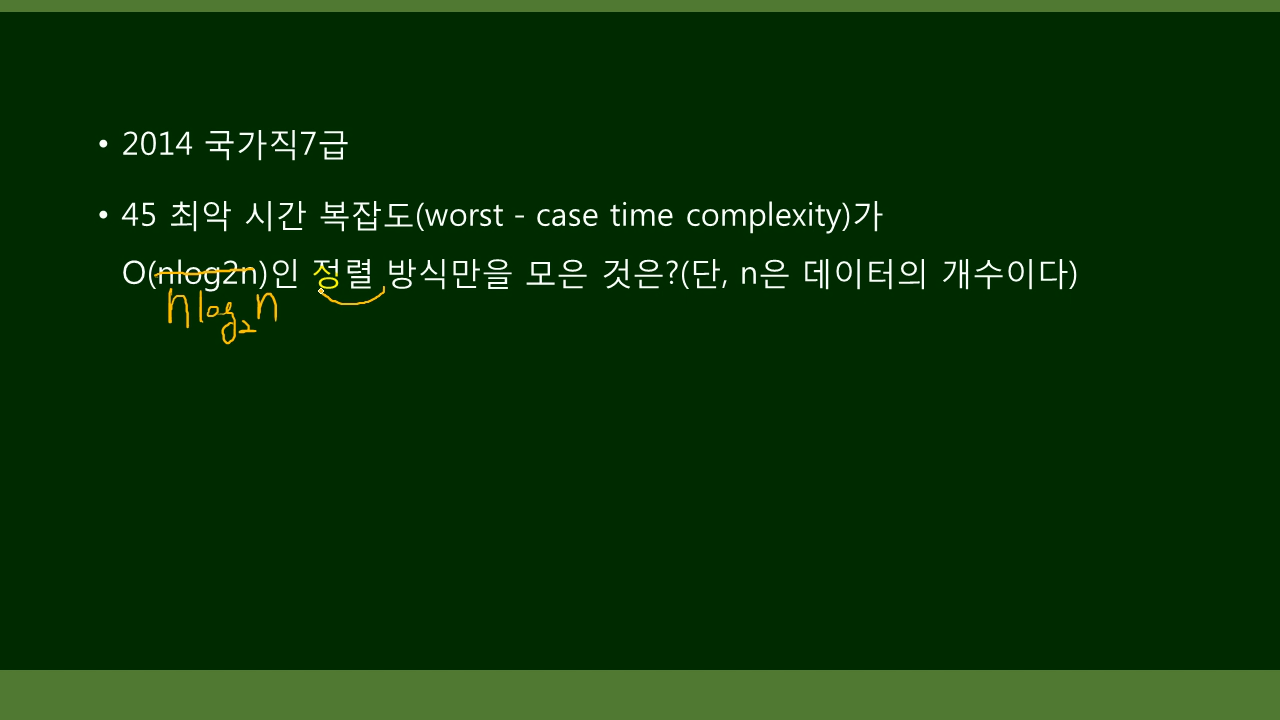 • 2014 국가직7급
• 45 최악 시간 복잡도(worst - case time complexity)가
O(nlog2n)인 정렬 방식만을 모은 것은?(단, n은 데이터의 개수이다)
nlog₂n